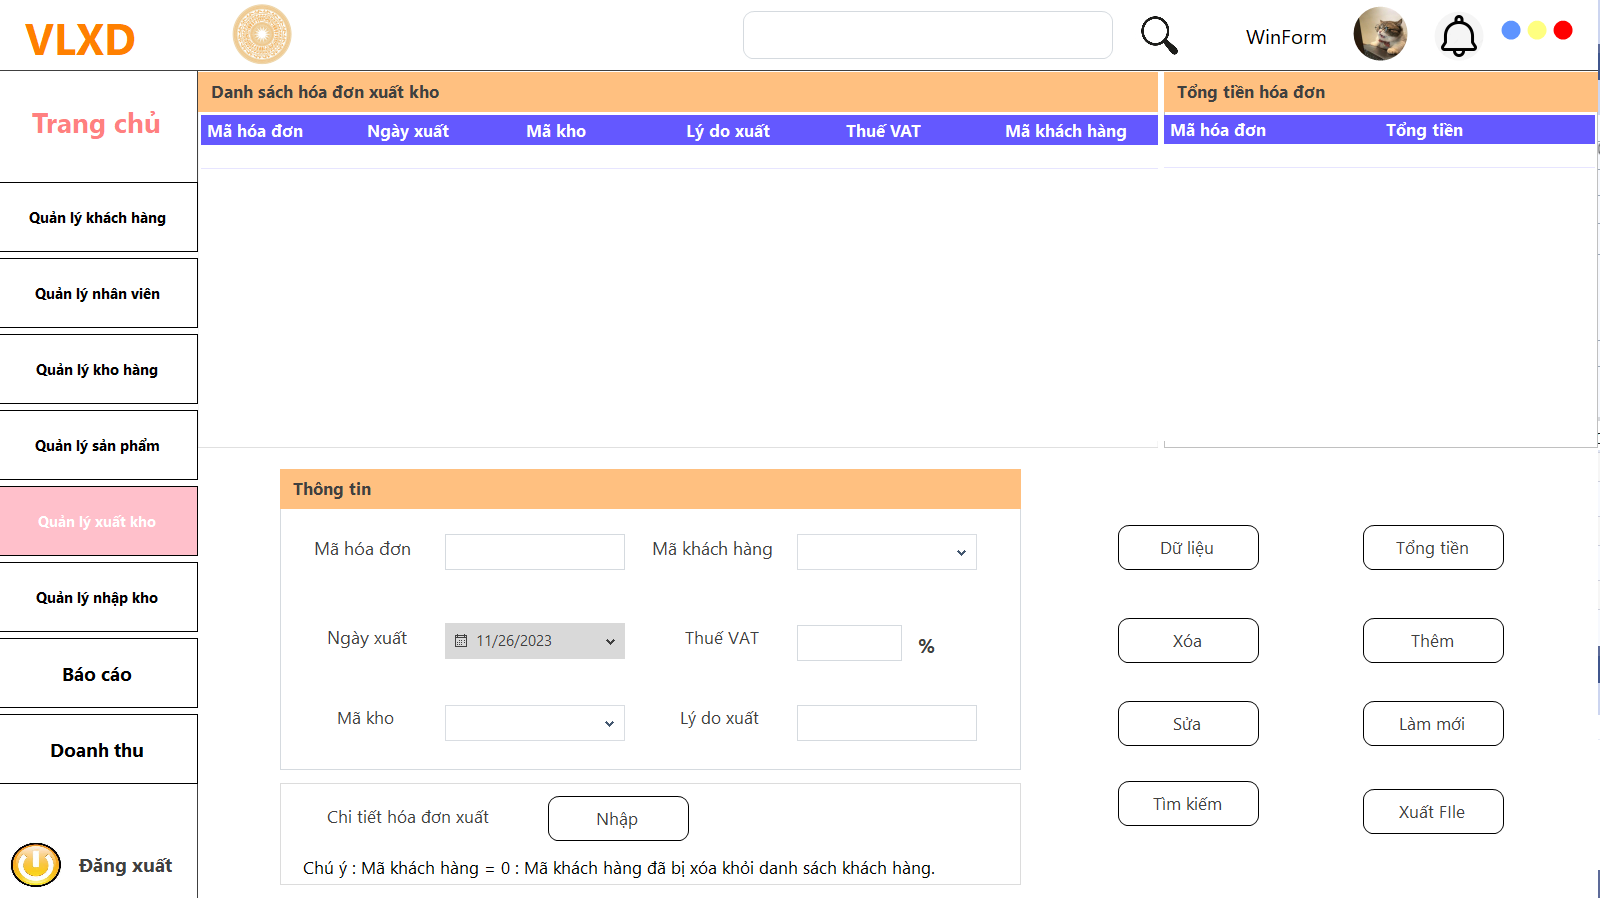 VLXD
WinForm
Trang chủ
Quản lý khách hàng
Quản lý nhân viên
Quản lý kho hàng
Quản lý sản phẩm
Quản lý xuất kho
Quản lý nhập kho
Báo cáo
Doanh thu
Đăng xuất
Danh sách hóa đơn xuất kho
Mã hóa đơn Ngày xuất Mã kho Lý do xuất Thuế VAT Mã khách hàng
Tổng tiền hóa đơn
Mã hóa đơn Tổng tiền
Thông tin
Mã hóa đơn Mã khách hàng
Ngày xuất 11/26/2023 Thuế VAT %
Mã kho Lý do xuất
Chi tiết hóa đơn xuất Nhập
Chú ý : Mã khách hàng = 0 : Mã khách hàng đã bị xóa khỏi danh sách khách hàng.
Dữ liệu Tổng tiền
Xóa Thêm
Sửa Làm mới
Tìm kiếm Xuất FIle